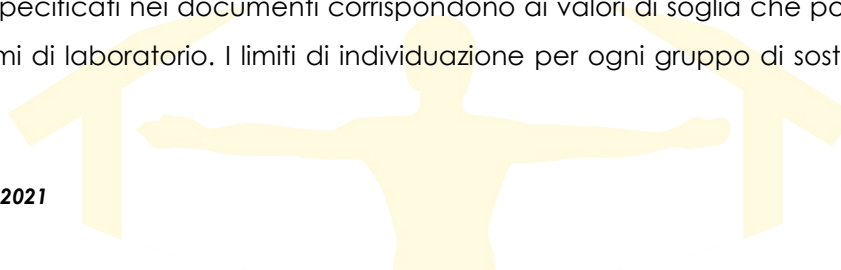 pecificati nei documenti corrispondono ai valori di soglia che po
mi di laboratorio. I limiti di individuazione per ogni gruppo di sost
2021